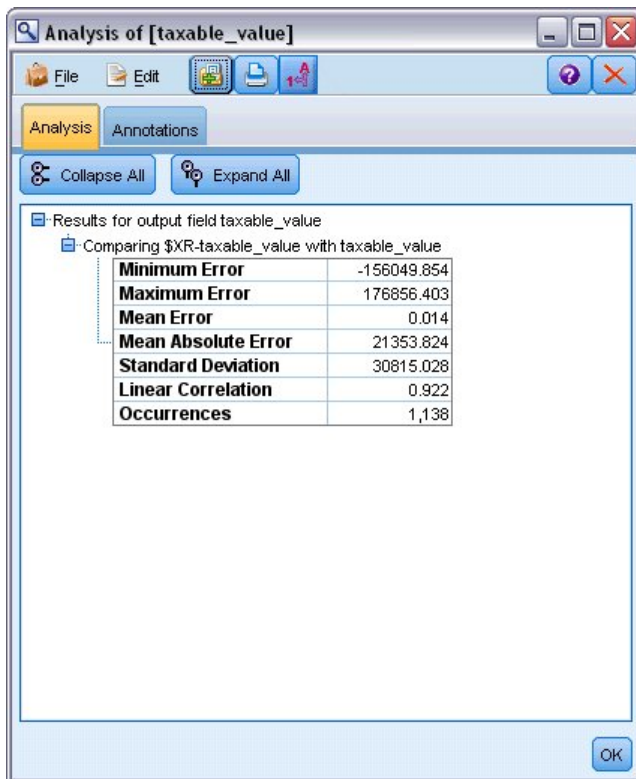 Analysis of [taxable_value]
File Edit
Analysis Annotations
Collapse All Expand All
Results for output field taxable_value
Comparing $XR-taxable_value with taxable_value
Minimum Error -156049.854
Maximum Error 176856.403
Mean Error 0.014
Mean Absolute Error 21353.824
Standard Deviation 30815.028
Linear Correlation 0.922
Occurrences 1,138
OK